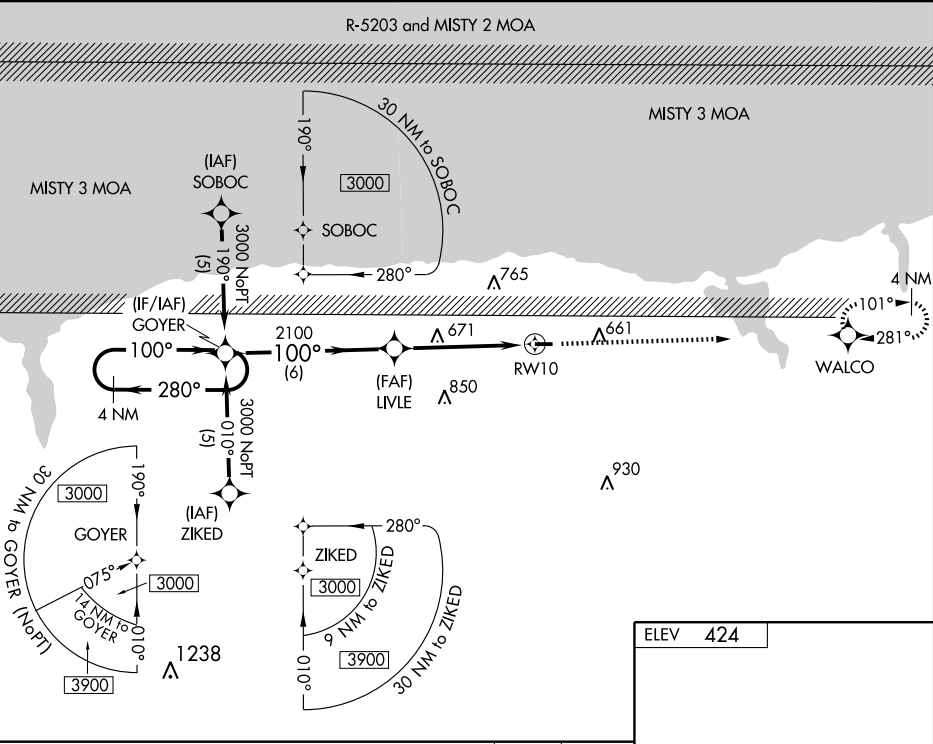 R-5203 and MISTY 2 MOA
MISTY 3 MOA
MISTY 3 MOA
(IAF)
SOBOC
3000 NoPT
190°
(5)
190°
30 NM to SOBOC
3000
SOBOC
280°
765
(IF/IAF)
GOYER
100°
280°
4 NM
2100
100°
(6)
(FAF)
LIVLE
671
850
RW10
661
4 NM
101°
281°
WALCO
3000 NoPT
010°
(5)
(IAF)
ZIKED
930
30 NM to GOYER (NoPT)
3000
190°
GOYER
075°
3000
14 NM to
GOYER
010°
3900
1238
280°
ZIKED
3000
9 NM to ZIKED
3900
30 NM to ZIKED
010°
ELEV 424